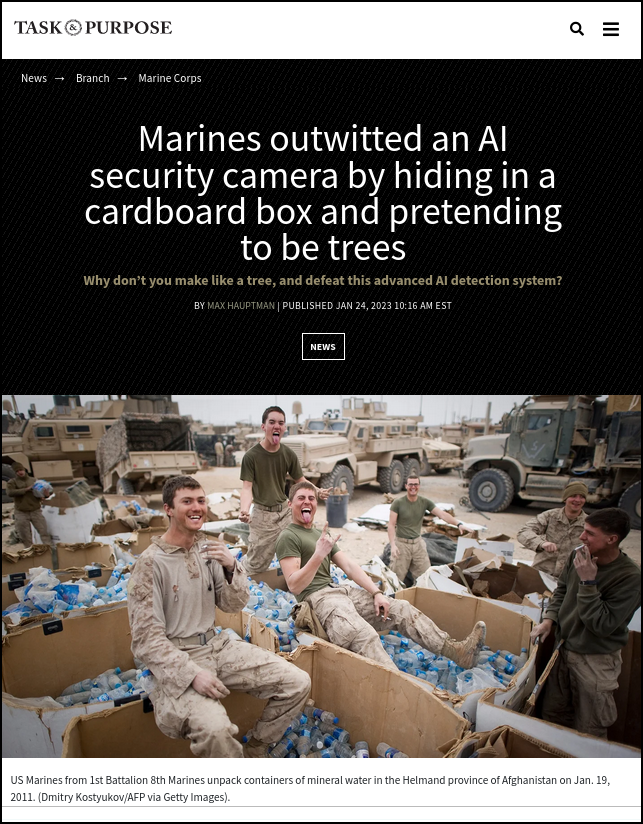 TASK & PURPOSE
News → Branch → Marine Corps
Marines outwitted an AI
security camera by hiding in a
cardboard box and pretending
to be trees
Why don't you make like a tree, and defeat this advanced AI detection system?
BY MAX HAUPTMAN | PUBLISHED JAN 24, 2023 10:16 AM EST
NEWS
US Marines from 1st Battalion 8th Marines unpack containers of mineral water in the Helmand province of Afghanistan on Jan. 19,
2011. (Dmitry Kostyukov/AFP via Getty Images).